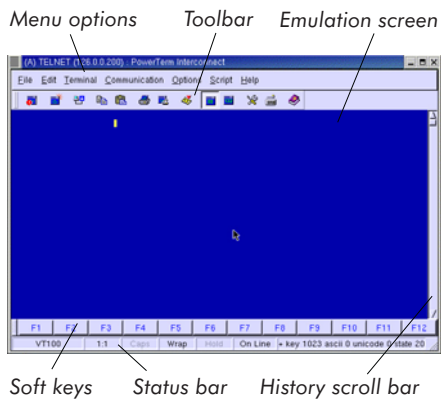 Menu options Toolbar Emulation screen
(A) TELNET (126.0.0.200) : PowerTerm Interconnect
File Edit Terminal Communication Options Script Help
F1 F2 F3 F4 F5 F6 F7 F8 F9 F10 F11 F12
VT100 1:1 Caps Wrap Hold On Line + key 1023 ascii 0 unicode 0 state 20
Soft keys Status bar History scroll bar